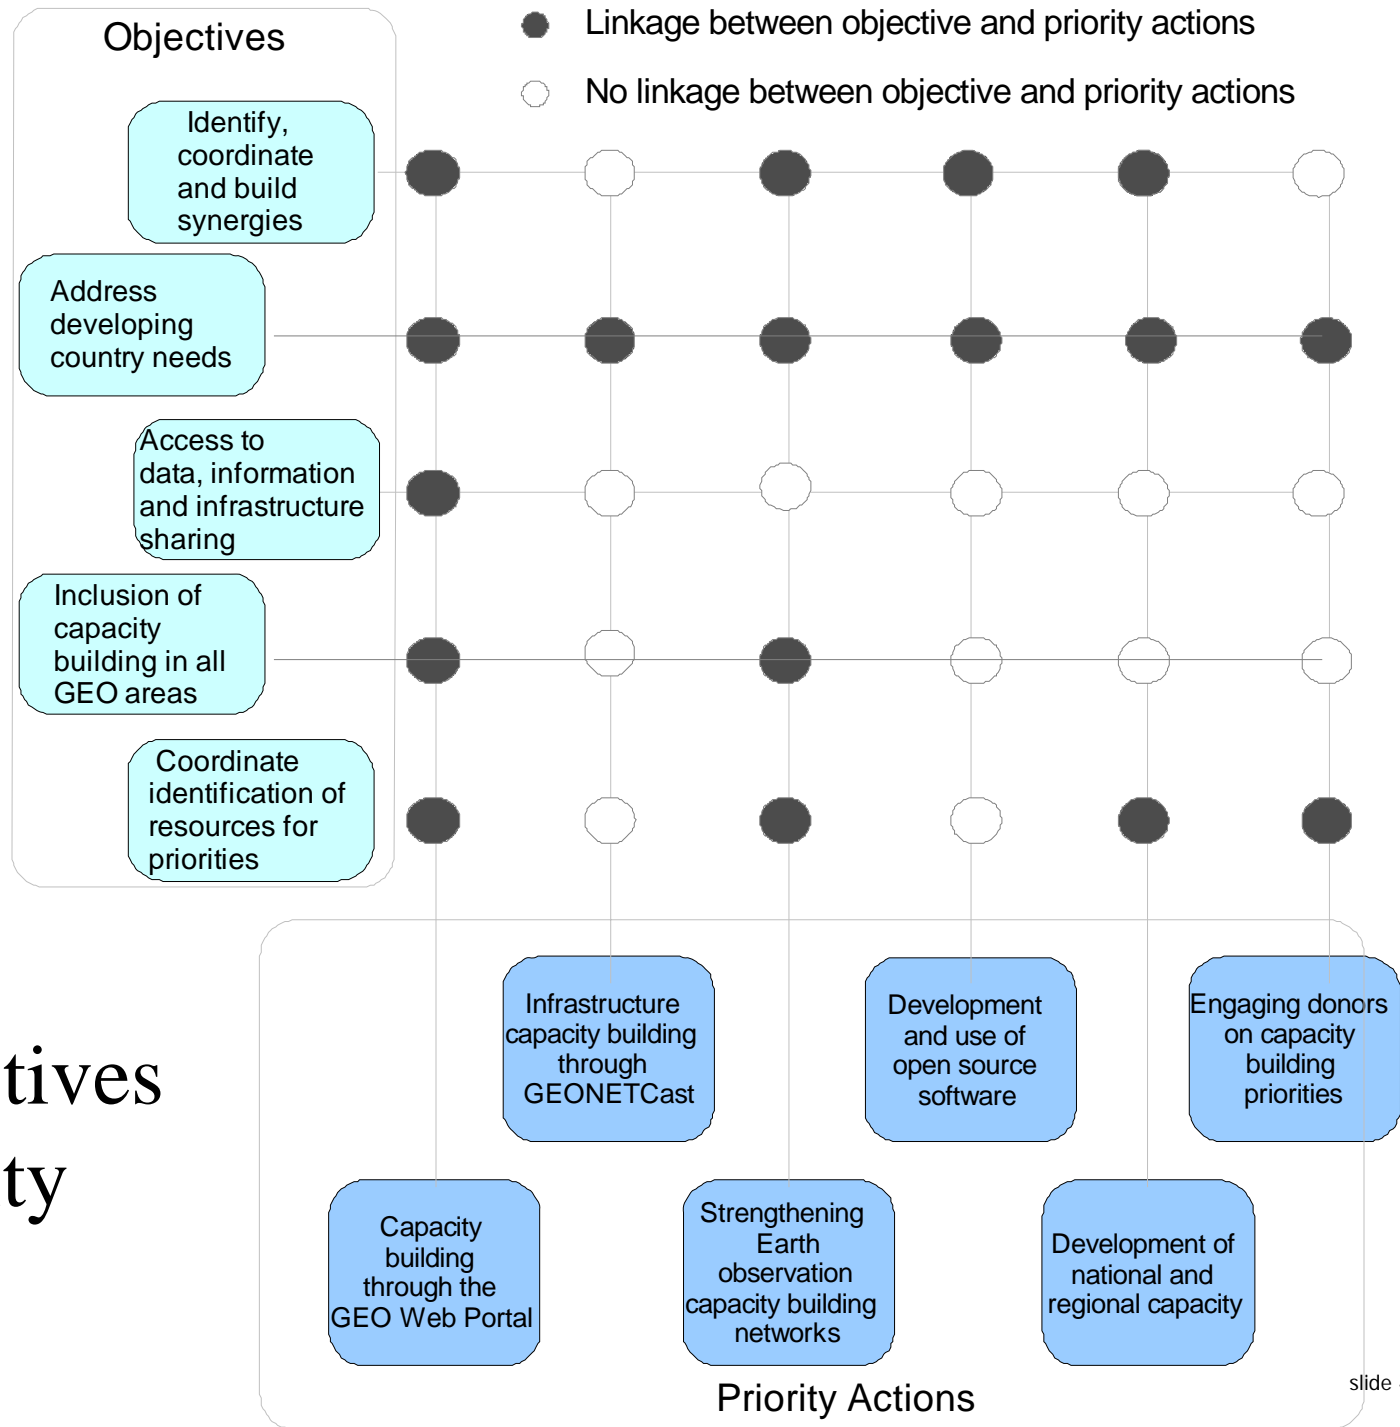 Objectives
Linkage between objective and priority actions
No linkage between objective and priority actions
Identify,
coordinate
and build
synergies
Address
developing
country needs
Access to
data, information
and infrastructure
sharing
Inclusion of
capacity
building in all
GEO areas
Coordinate
identification of
resources for
priorities
tives
ty
Infrastructure
capacity building
through
GEONETCast
Development
and use of
open source
software
Engaging donors
on capacity
building
priorities
Capacity
building
through the
GEO Web Portal
Strengthening
Earth
observation
capacity building
networks
Development of
national and
regional capacity
Priority Actions
slide